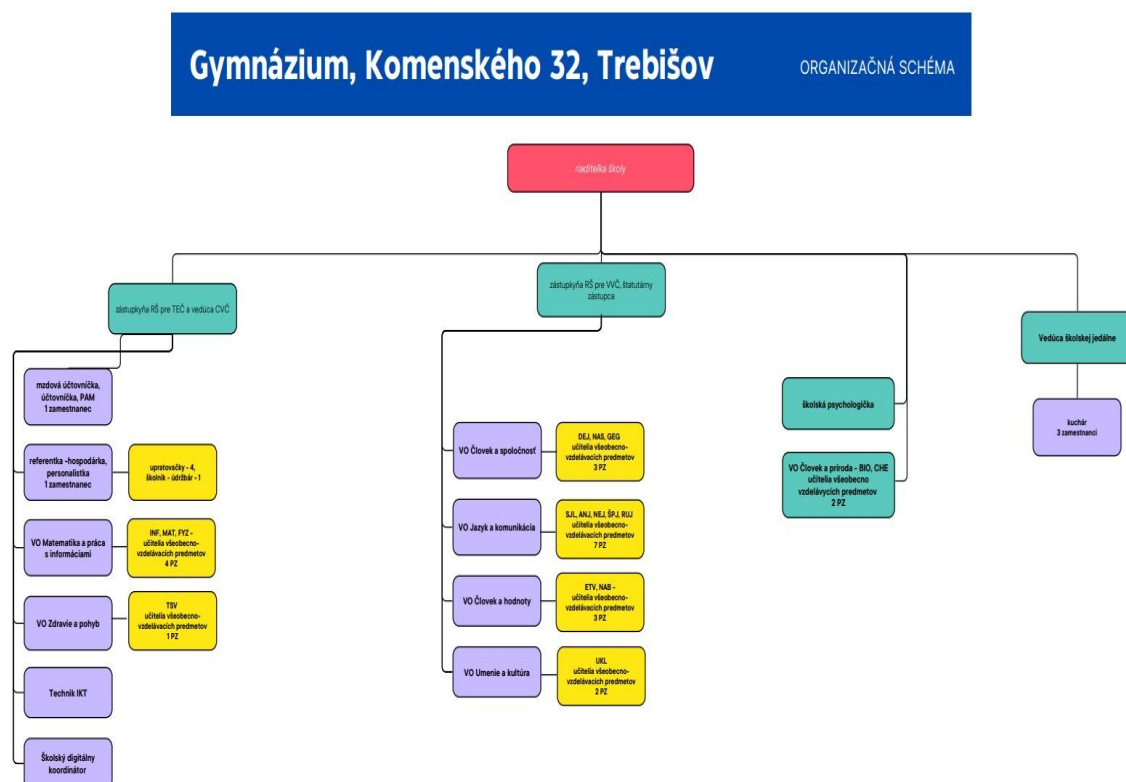 Gymnázium, Komenského 32, Trebišov
ORGANIZAČNÁ SCHÉMA
riaditeľka školy
zástupkyňa RŠ pre TEČ a vedúca CVČ
zástupkyňa RŠ pre VVČ, štatutárny
zástupca
Vedúca školskej jedálne
mzdová účtovníčka,
účtovníčka, PAM
1 zamestnanec
referentka -hospodárka,
personalistka
1 zamestnanec
upratovačky - 4,
školník - údržbár - 1
VO Matematika a práca
s informáciami
INF, MAT, FYZ -
učitelia všeobecno-
vzdelávacích predmetov
4 PZ
VO Zdravie a pohyb
TSV
učitelia všeobecno-
vzdelávacích predmetov
1 PZ
Technik IKT
Školský digitálny
koordinátor
VO Človek a spoločnosť
DEJ, NAS, GEG
učitelia všeobecno-
vzdelávacích predmetov
3 PZ
VO Jazyk a komunikácia
SJL, ANJ, NEJ, ŠPJ, RUJ
učitelia všeobecno-
vzdelávacích predmetov
7 PZ
VO Človek a hodnoty
ETV, NAB -
učitelia všeobecno-
vzdelávacích predmetov
3 PZ
VO Umenie a kultúra
UKL
učitelia všeobecno-
vzdelávacích predmetov
2 PZ
školská psychologička
VO Človek a príroda - BIO, CHE
učitelia všeobecno
vzdelávycích predmetov
2 PZ
kuchár
3 zamestnanci